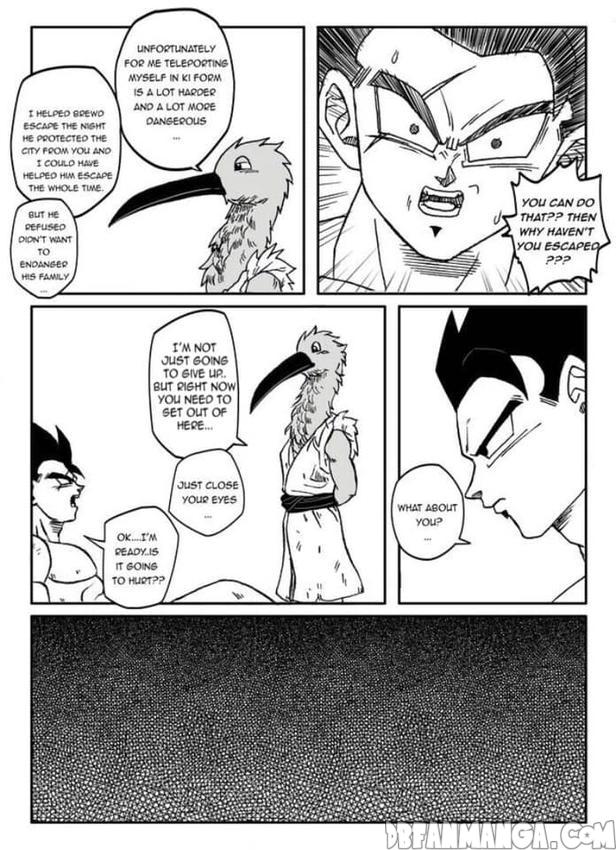 YOU CAN DO
THAT?? THEN
WHY HAVEN'T
YOU ESCAPED
???
UNFORTUNATELY
FOR ME TELEPORTING
MYSELF IN KI FORM
IS A LOT HARDER
AND A LOT MORE
DANGEROUS
...
I HELPED BREWD
ESCAPE THE NIGHT
HE PROTECTED THE
CITY FROM YOU AND
I COULD HAVE
HELPED HIM ESCAPE
THE WHOLE TIME.
BUT HE
REFUSED
DIDN'T WANT
TO
ENDANGER
HIS FAMILY
...
WHAT ABOUT
YOU?
...
I'M NOT
JUST GOING
TO GIVE UP..
BUT RIGHT NOW
YOU NEED TO
GET OUT OF
HERE...
JUST CLOSE
YOUR EYES
...
OK....I'M
READY..IS
IT GOING
TO HURT??
DBFANMANGA.COM